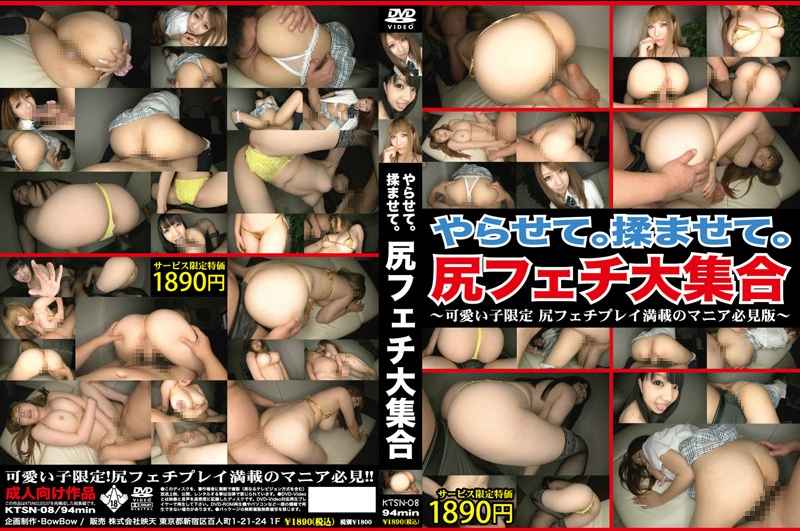 サービス限定特価
1890円
可愛い子限定!尻フェチプレイ満載のマニア必見!!
成人向け作品
KTSN-08/94min
企画制作・BowBow / 販売 株式会社映天 東京都新宿区百人町1-21-24 1F
¥1890(税込) 税別¥1800
DVD
VIDEO
やらせて。揉ませて。
尻フェチ大集合
KTSN-08
94min
¥1890(税込)
やらせて。揉ませて。
尻フェチ大集合
~可愛い子限定 尻フェチプレイ満載のマニア必見版~
サービス限定特価
1890円